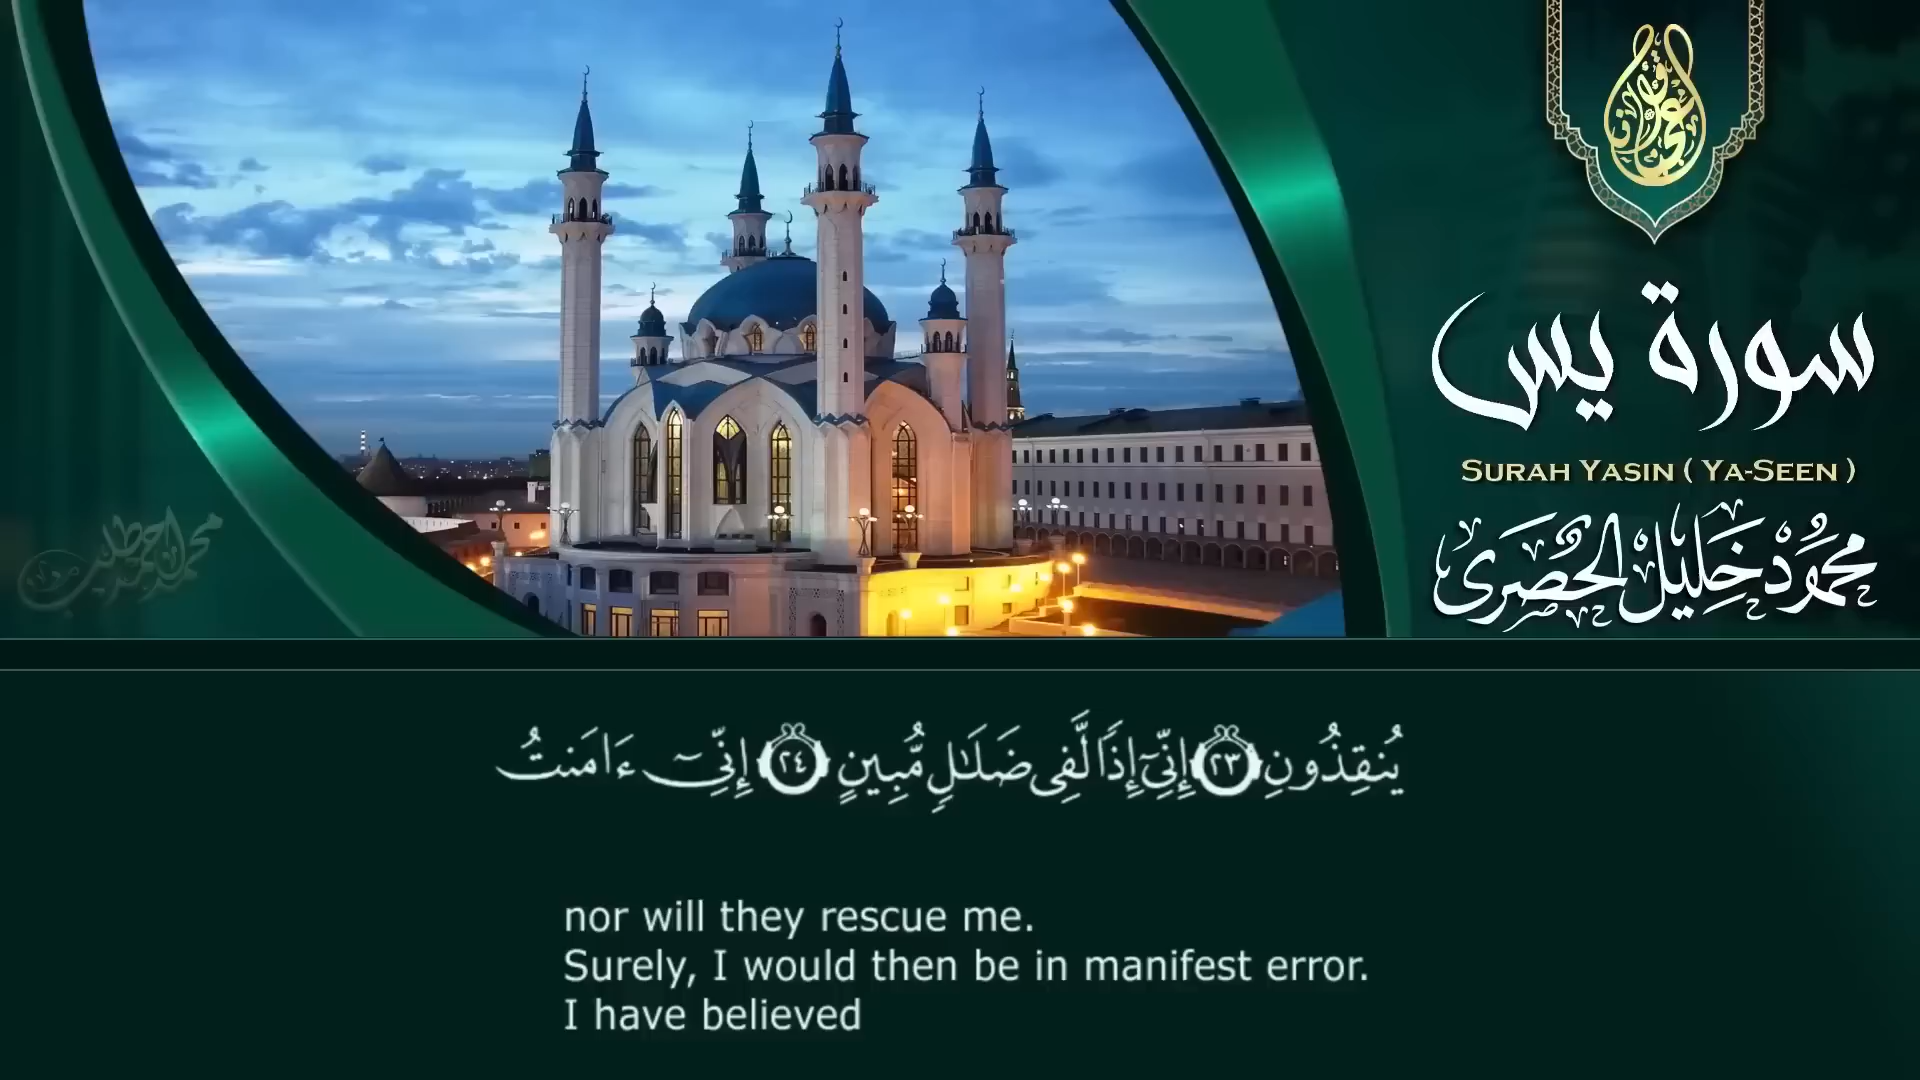 سورة يس
SURAH YASIN ( YA-SEEN )
محمود خليل الحصرى
يُنقِذُونِ ٢٣ إِنِّىٓ إِذًا لَّفِى ضَلَـٰلٍ مُّبِينٍ ٢٤ إِنِّىٓ ءَامَنتُ
nor will they rescue me.
Surely, I would then be in manifest error.
I have believed